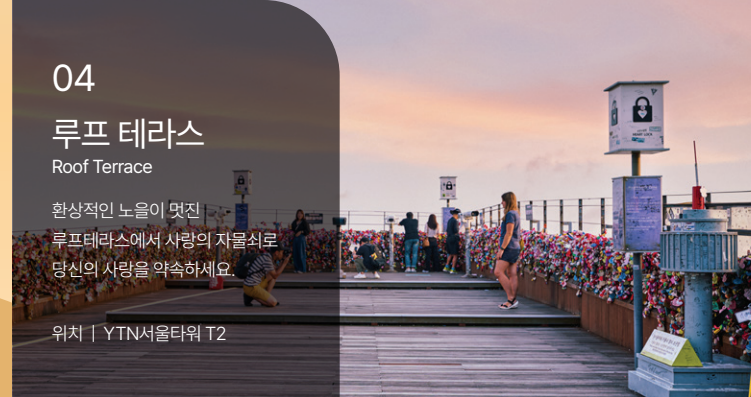 04
루프 테라스
Roof Terrace
환상적인 노을이 멋진
루프테라스에서 사랑의 자물쇠로
당신의 사랑을 약속하세요.
위치 | YTN서울타워 T2